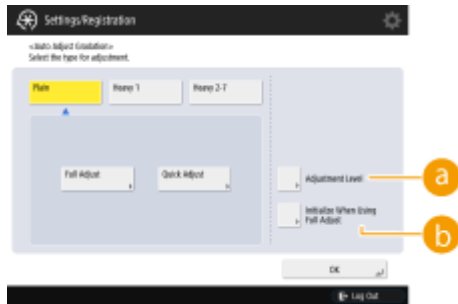 Settings/Registration
<Auto Adjust Gradation>
Select the type for adjustment.
Plain
Heavy 1
Heavy 2-7
Full Adjust
Quick Adjust
Adjustment Level
a
Initialize When Using
Full Adjust
b
OK
Log Out